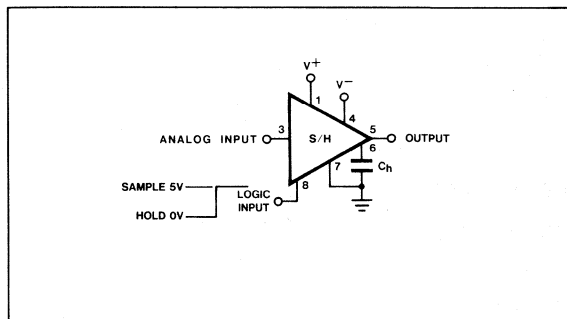 V+
V−
1
4
ANALOG INPUT
3
S/H
5
OUTPUT
6
7
Ch
8
SAMPLE 5V
LOGIC
INPUT
HOLD 0V